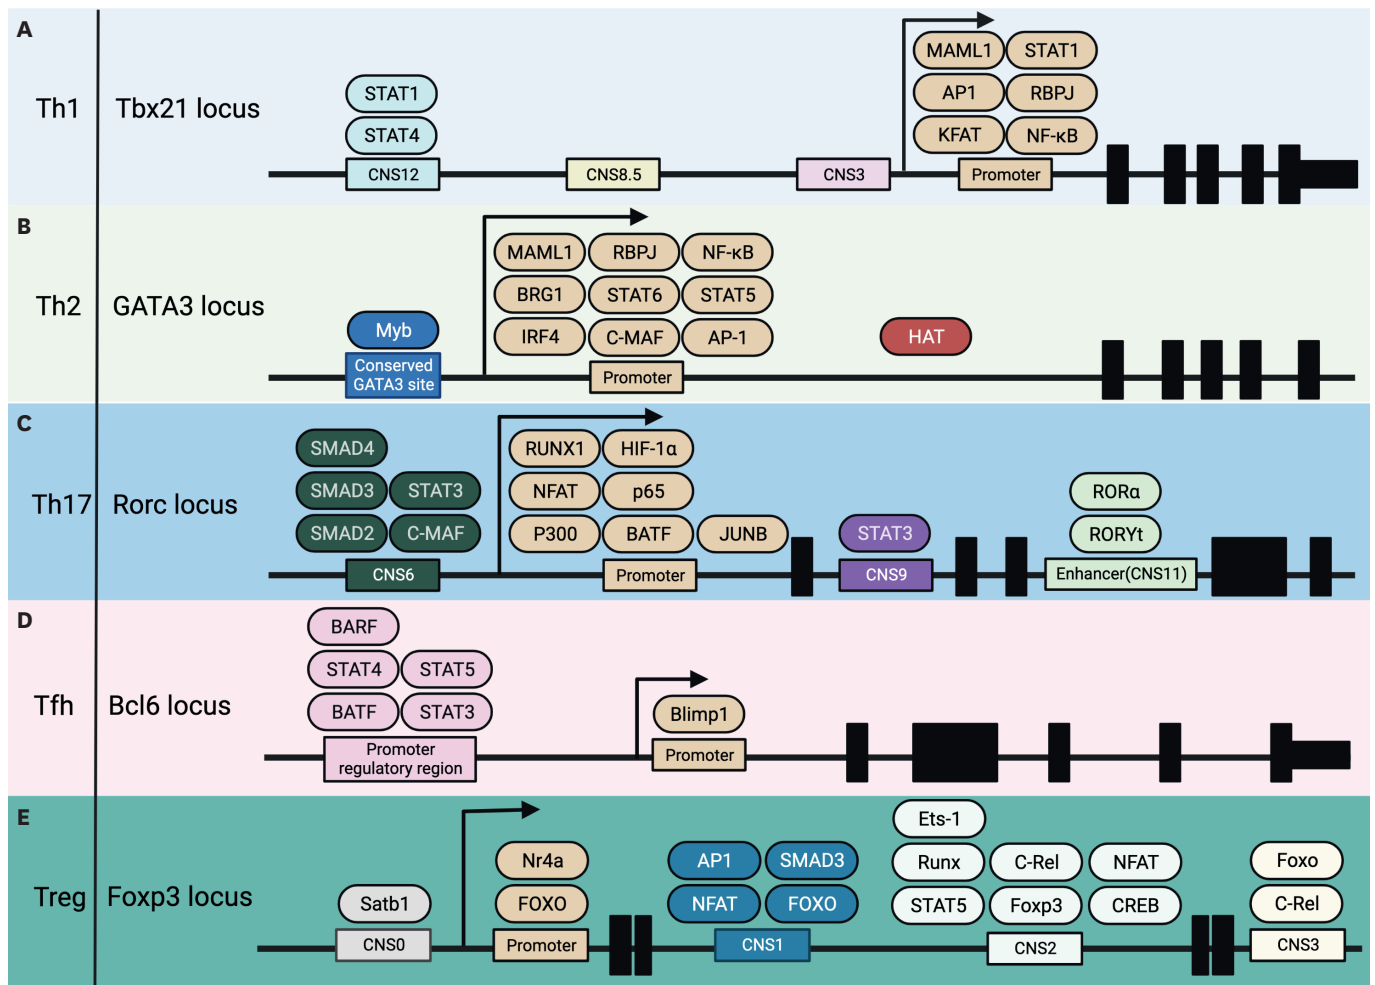 A
Th1
Tbx21 locus
STAT1
STAT4
CNS12
CNS8.5
CNS3
MAML1 STAT1
AP1 RBPJ
KFAT NF-κB
Promoter
B
Th2
GATA3 locus
Myb
Conserved
GATA3 site
MAML1 RBPJ NF-κB
BRG1 STAT6 STAT5
IRF4 C-MAF AP-1
Promoter
HAT
C
Th17
Rorc locus
SMAD4
SMAD3 STAT3
SMAD2 C-MAF
CNS6
RUNX1 HIF-1α
NFAT p65
P300 BATF JUNB
Promoter
STAT3
CNS9
RORα
RORYt
Enhancer(CNS11)
D
Tfh
Bcl6 locus
BARF
STAT4 STAT5
BATF STAT3
Promoter
regulatory region
Blimp1
Promoter
E
Treg
Foxp3 locus
Satb1
CNS0
Nr4a
FOXO
Promoter
AP1 SMAD3
NFAT FOXO
CNS1
Ets-1
Runx C-Rel NFAT
STAT5 Foxp3 CREB
CNS2
Foxo
C-Rel
CNS3